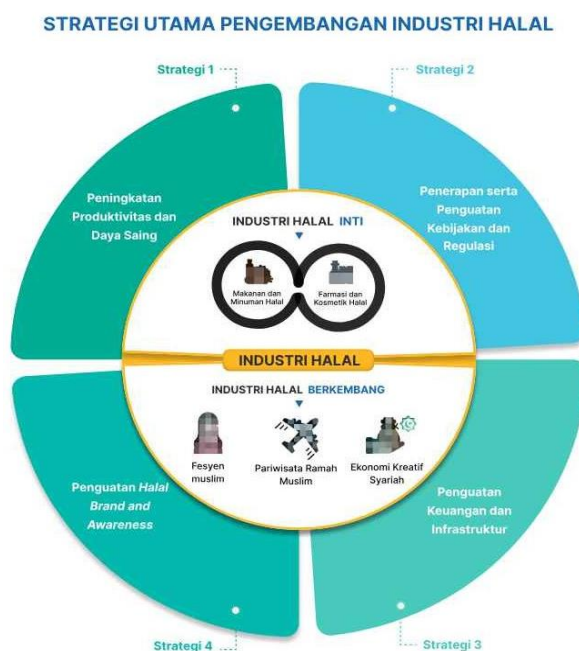 STRATEGI UTAMA PENGEMBANGAN INDUSTRI HALAL
Strategi 1
Strategi 2
Peningkatan
Produktivitas dan
Daya Saing
Penerapan serta
Penguatan
Kebijakan dan
Regulasi
INDUSTRI HALAL INTI
Makanan dan
Minuman Halal
Farmasi dan
Kosmetik Halal
INDUSTRI HALAL
INDUSTRI HALAL BERKEMBANG
Fesyen
muslim
Pariwisata Ramah
Muslim
Ekonomi Kreatif
Syariah
Penguatan Halal
Brand and
Awareness
Penguatan
Keuangan dan
Infrastruktur
Strategi 4
Strategi 3